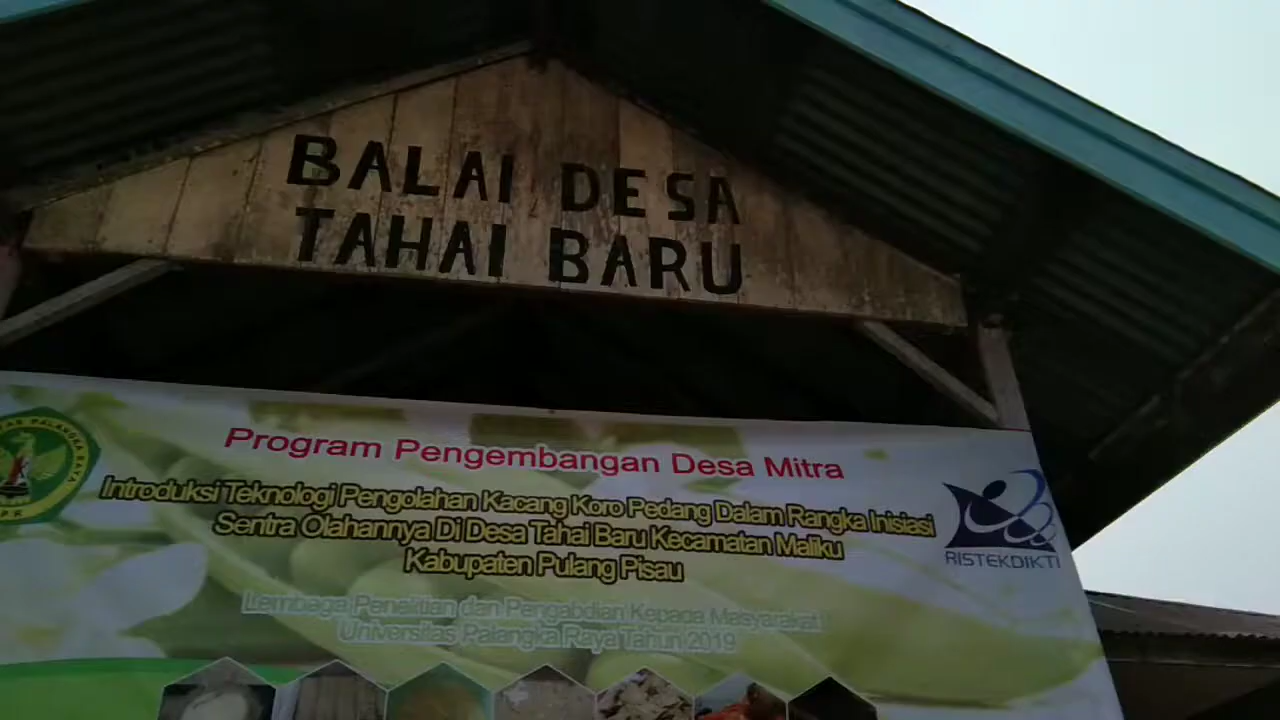 BALAI DESA
TAHAI BARU
Program Pengembangan Desa Mitra
Introduksi Teknologi Pengolahan Kacang Koro Pedang Dalam Rangka Inisiasi
Sentra Olahannya Di Desa Tahai Baru Kecamatan Maliku
Kabupaten Pulang Pisau
Lembaga Penelitian dan Pengabdian Kepada Masyarakat
Universitas Palangka Raya Tahun 2019
PALANGKA RAYA
RISTEKDIKTI